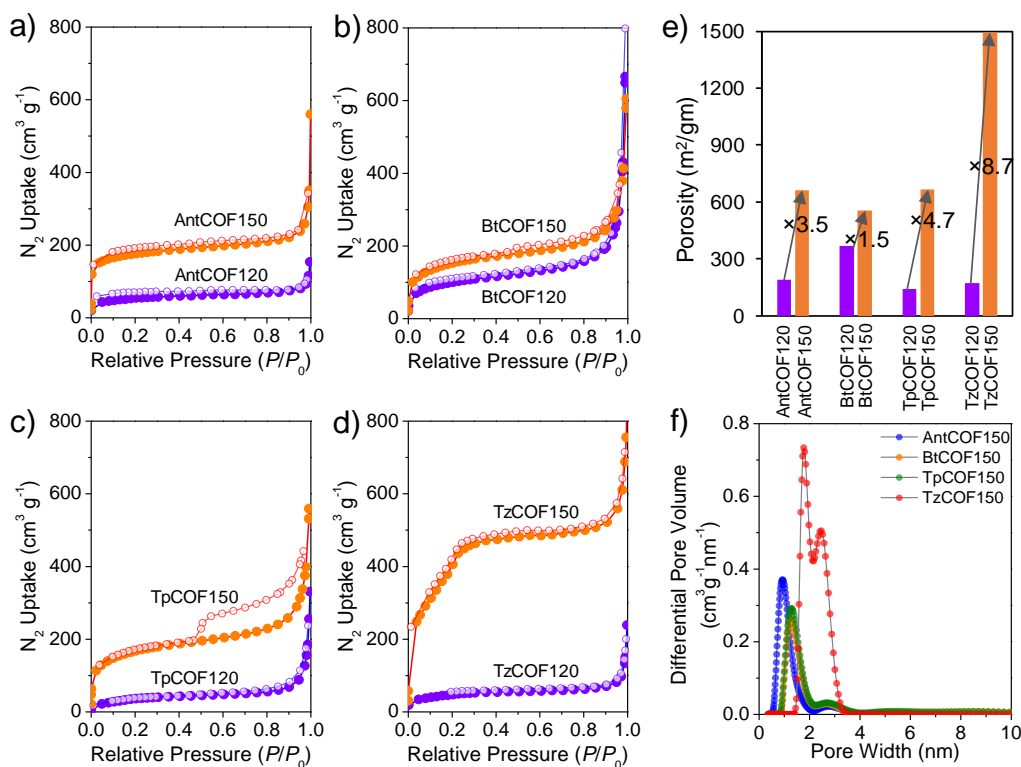 a)
800
600
400
200
0
N2 Uptake (cm3 g-1)
AntCOF150
AntCOF120
0.0 0.2 0.4 0.6 0.8 1.0
Relative Pressure (P/P0)
b)
800
600
400
200
0
N2 Uptake (cm3 g-1)
BtCOF150
BtCOF120
0.0 0.2 0.4 0.6 0.8 1.0
Relative Pressure (P/P0)
e)
1500
1200
900
600
300
0
Porosity (m2/gm)
×3.5
×1.5
×4.7
×8.7
AntCOF120
AntCOF150
BtCOF120
BtCOF150
TpCOF120
TpCOF150
TzCOF120
TzCOF150
c)
800
600
400
200
0
N2 Uptake (cm3 g-1)
TpCOF150
TpCOF120
0.0 0.2 0.4 0.6 0.8 1.0
Relative Pressure (P/P0)
d)
800
600
400
200
0
N2 Uptake (cm3 g-1)
TzCOF150
TzCOF120
0.0 0.2 0.4 0.6 0.8 1.0
Relative Pressure (P/P0)
f)
0.8
0.6
0.4
0.2
0.0
Differential Pore Volume
(cm3g-1nm-1)
AntCOF150
BtCOF150
TpCOF150
TzCOF150
0 2 4 6 8 10
Pore Width (nm)